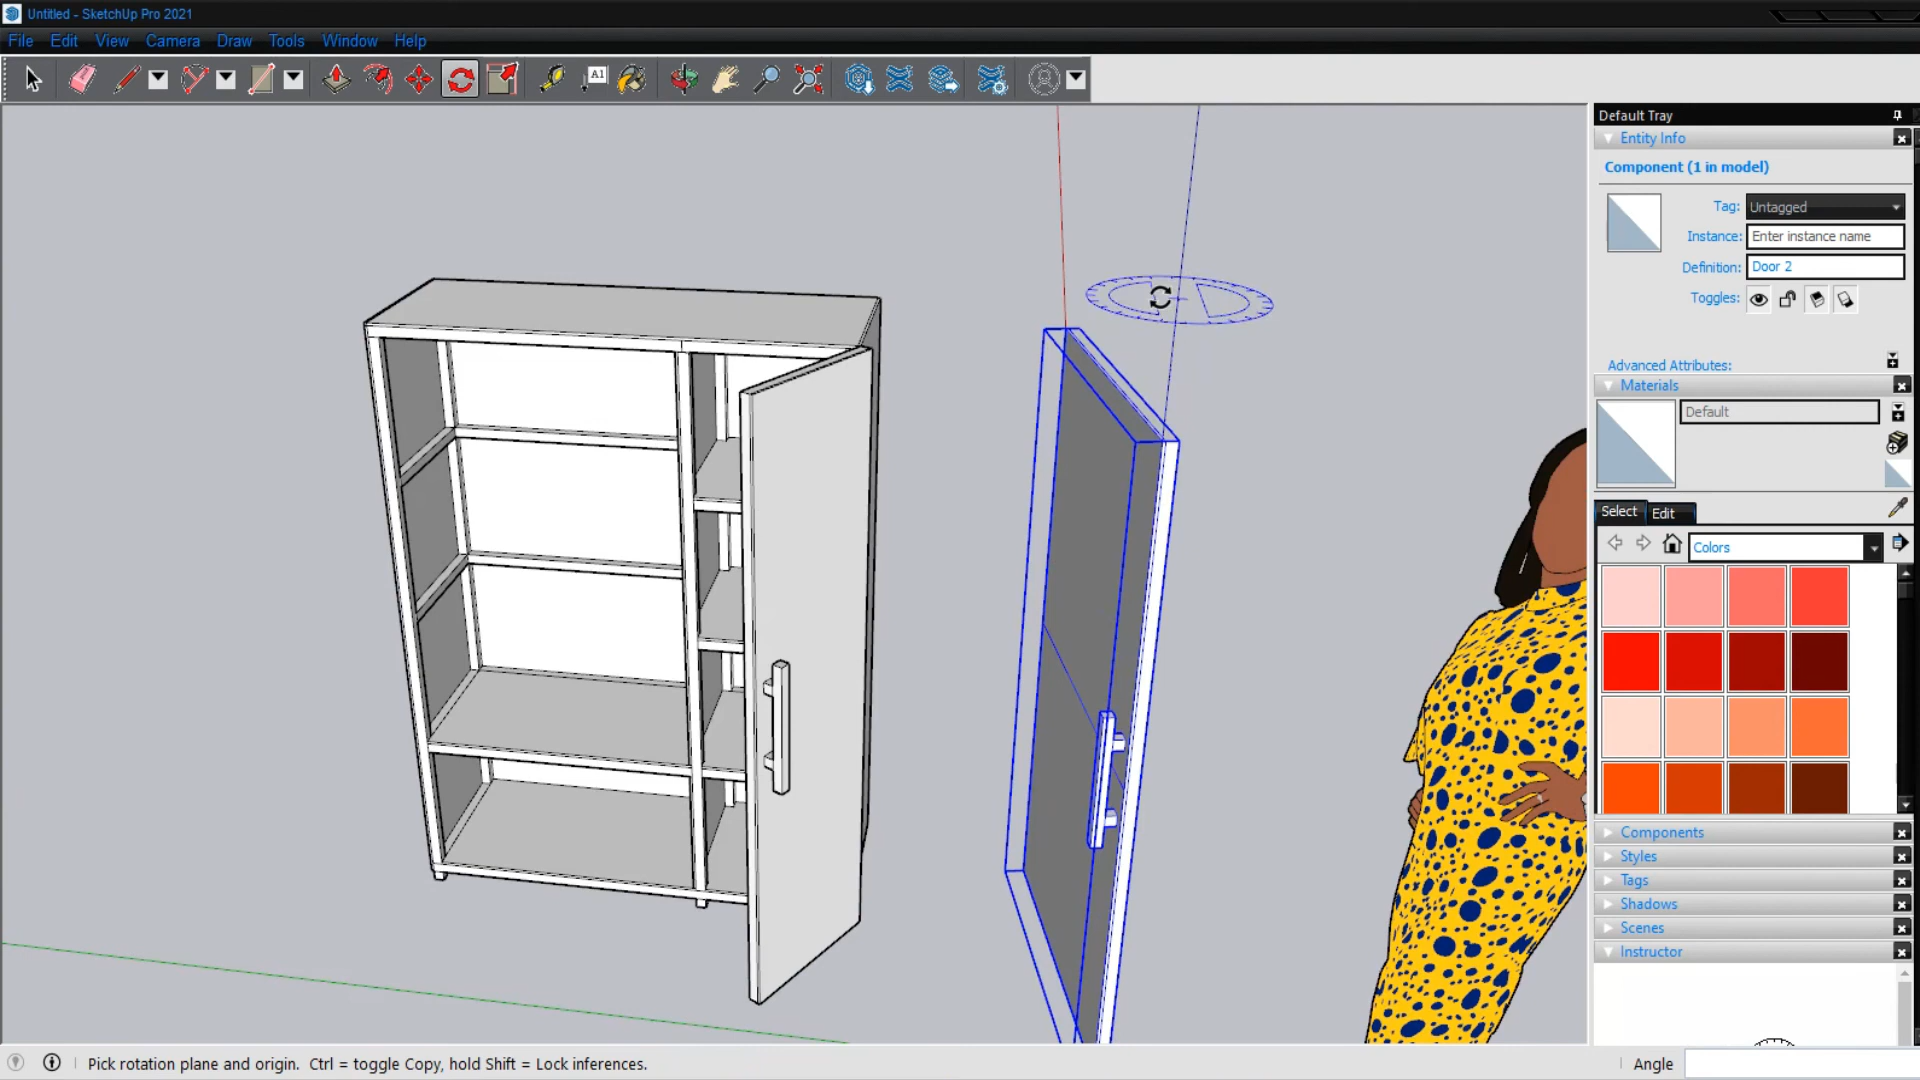 Untitled - SketchUp Pro 2021
File Edit View Camera Draw Tools Window Help
A1
Default Tray
Entity Info
Component (1 in model)
Tag: Untagged
Instance: Enter instance name
Definition: Door 2
Toggles:
Advanced Attributes:
Materials
Default
Select Edit
Colors
Components
Styles
Tags
Shadows
Scenes
Instructor
Pick rotation plane and origin. Ctrl = toggle Copy, hold Shift = Lock inferences.
Angle